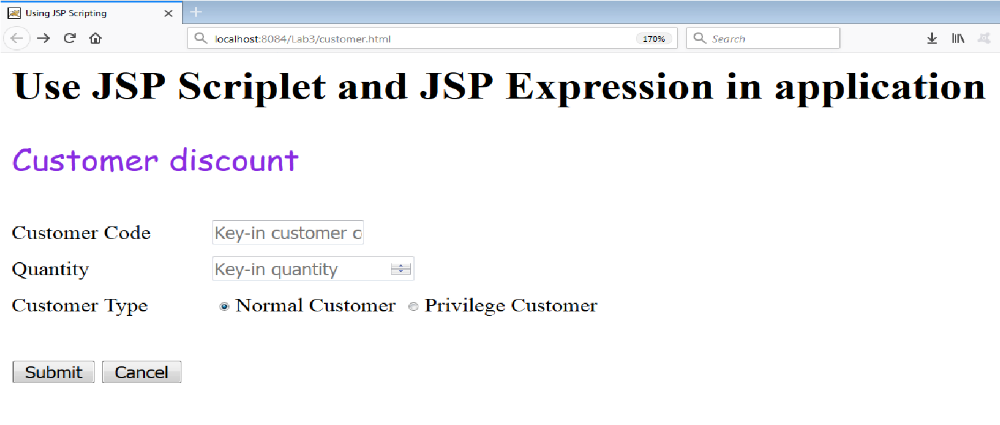 Using JSP Scripting
localhost:8084/Lab3/customer.html 170% Search
Use JSP Scriplet and JSP Expression in application
Customer discount
Customer Code Key-in customer c
Quantity Key-in quantity
Customer Type Normal Customer Privilege Customer
Submit Cancel